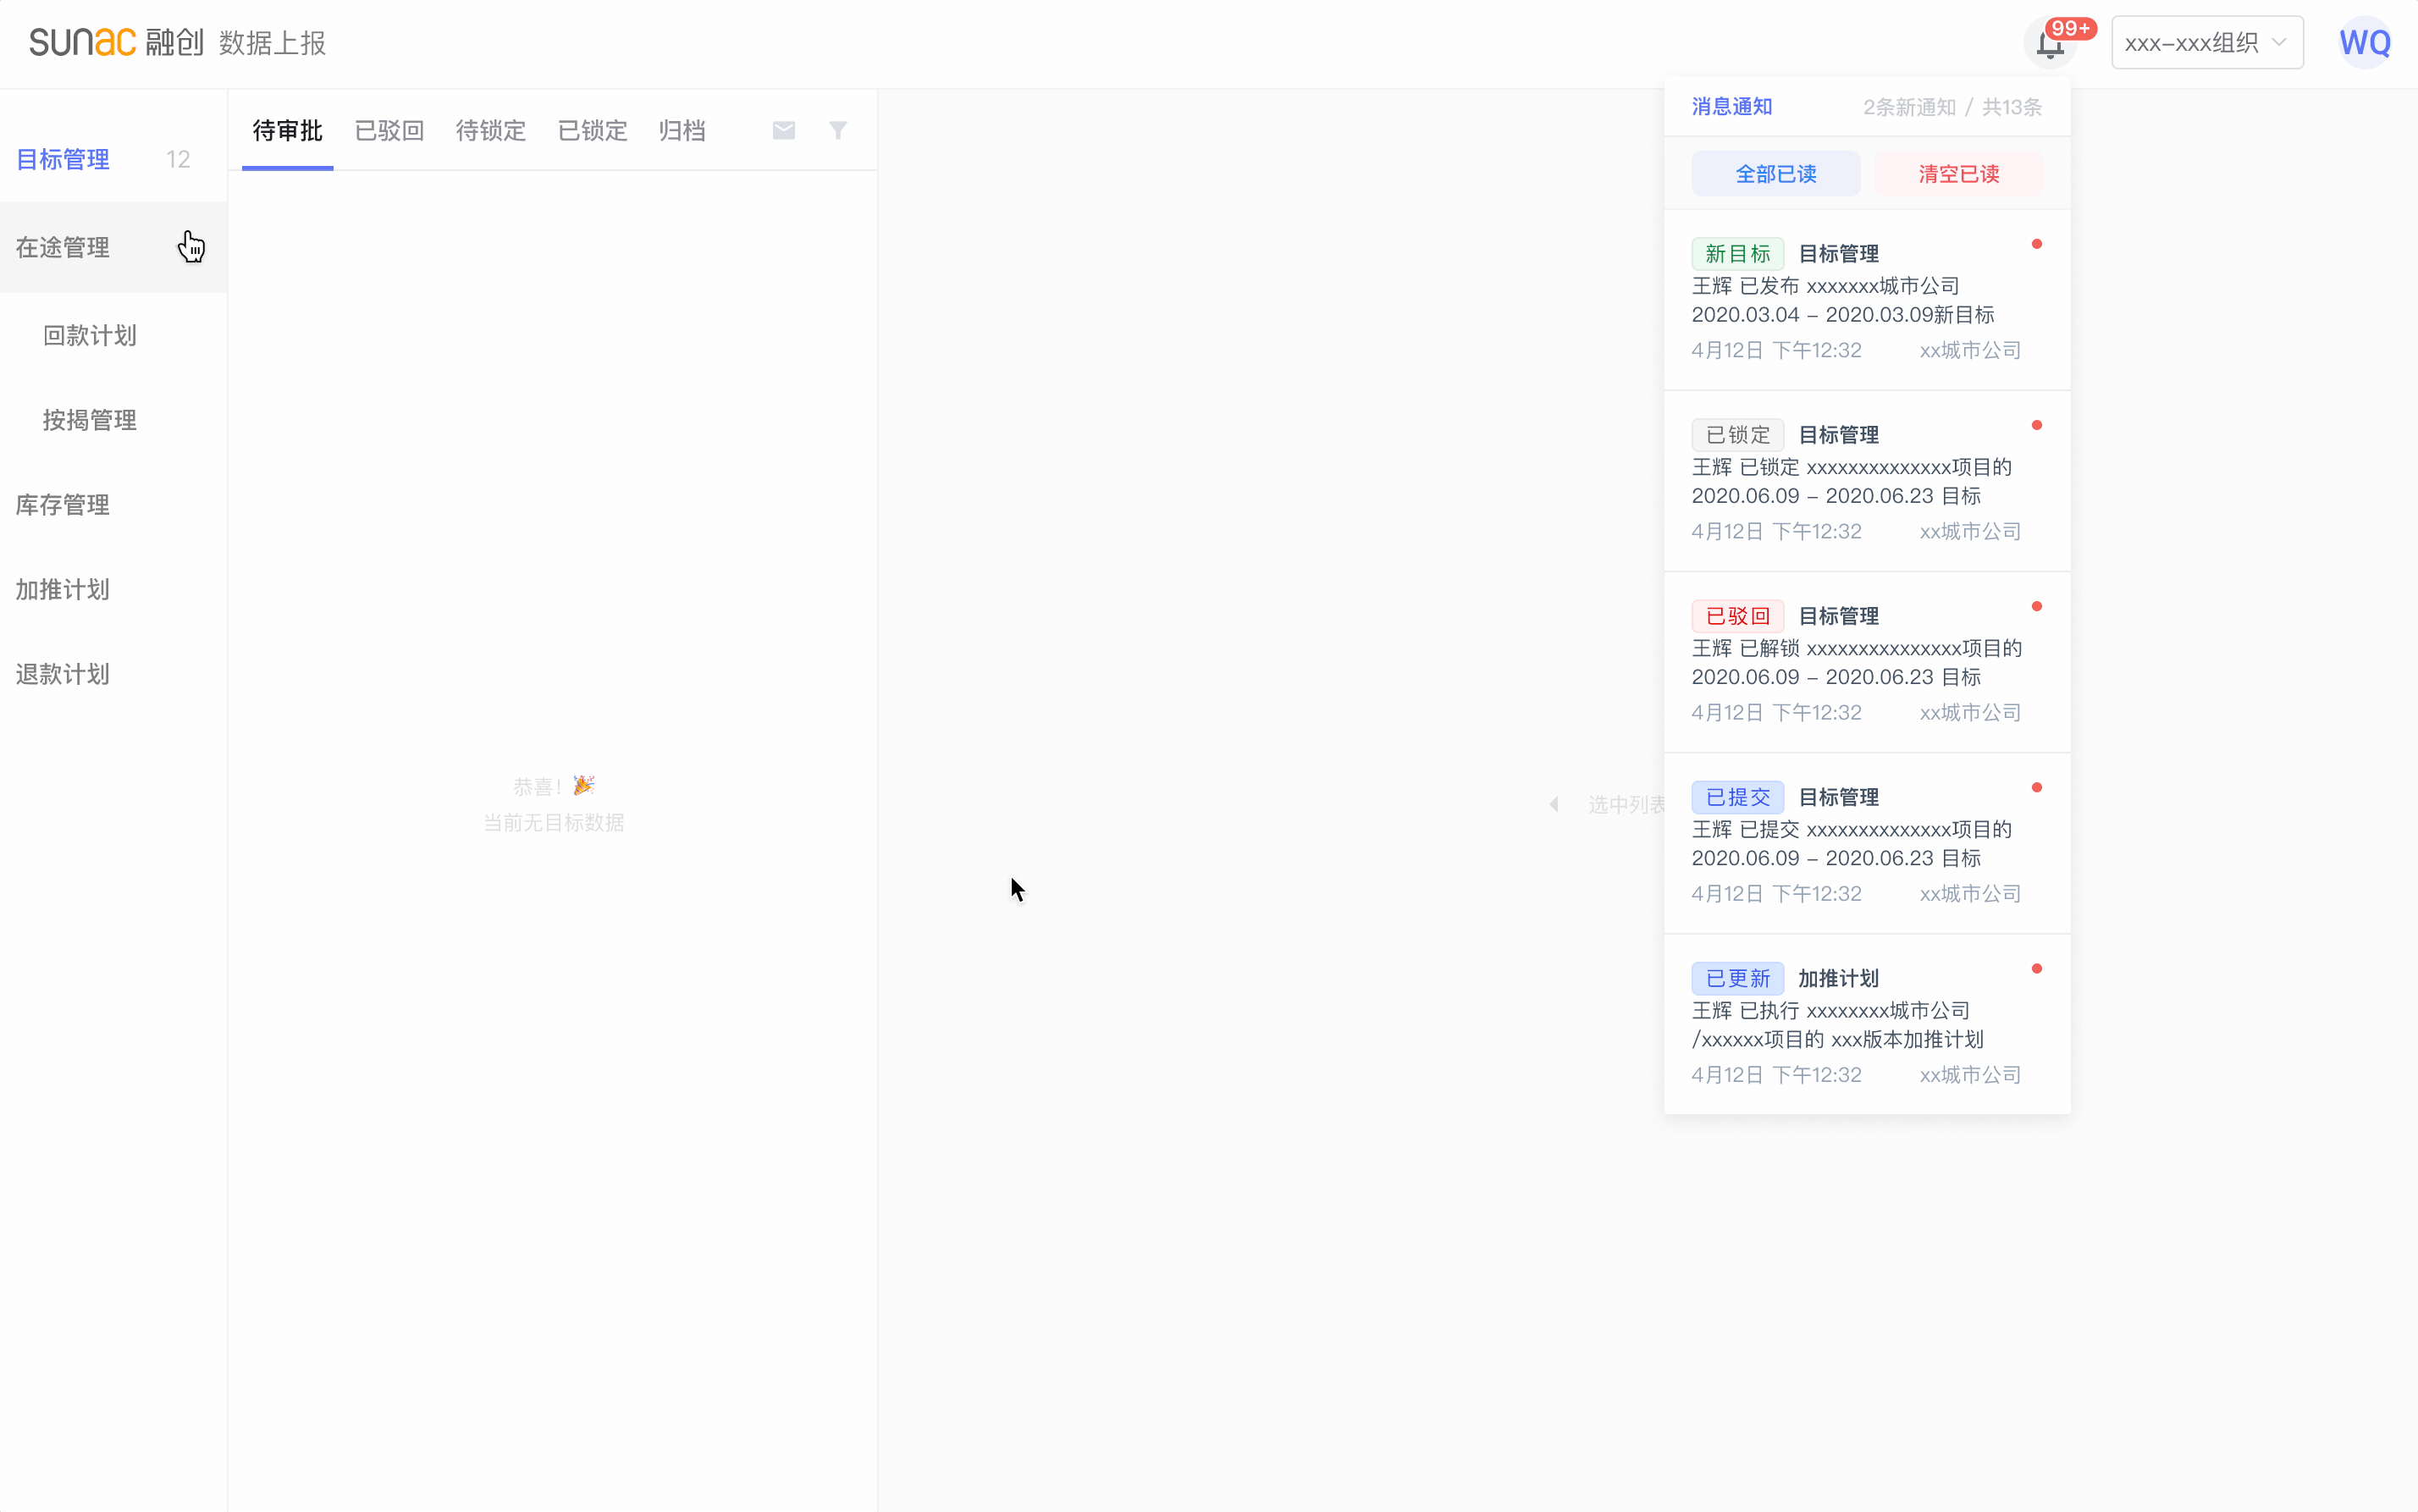 sunac 融创 数据上报
99+
xxx-xxx组织
WQ
目标管理 12
在途管理
回款计划
按揭管理
库存管理
加推计划
退款计划
待审批 已驳回 待锁定 已锁定 归档
恭喜！🎉
当前无目标数据
选中列表
消息通知 2条新通知 / 共13条
全部已读 清空已读
新目标 目标管理
王辉 已发布 xxxxxxx城市公司
2020.03.04 – 2020.03.09新目标
4月12日 下午12:32 xx城市公司
已锁定 目标管理
王辉 已锁定 xxxxxxxxxxxxxx项目的
2020.06.09 – 2020.06.23 目标
4月12日 下午12:32 xx城市公司
已驳回 目标管理
王辉 已解锁 xxxxxxxxxxxxxxx项目的
2020.06.09 – 2020.06.23 目标
4月12日 下午12:32 xx城市公司
已提交 目标管理
王辉 已提交 xxxxxxxxxxxxxx项目的
2020.06.09 – 2020.06.23 目标
4月12日 下午12:32 xx城市公司
已更新 加推计划
王辉 已执行 xxxxxxxx城市公司
/xxxxxx项目的 xxx版本加推计划
4月12日 下午12:32 xx城市公司